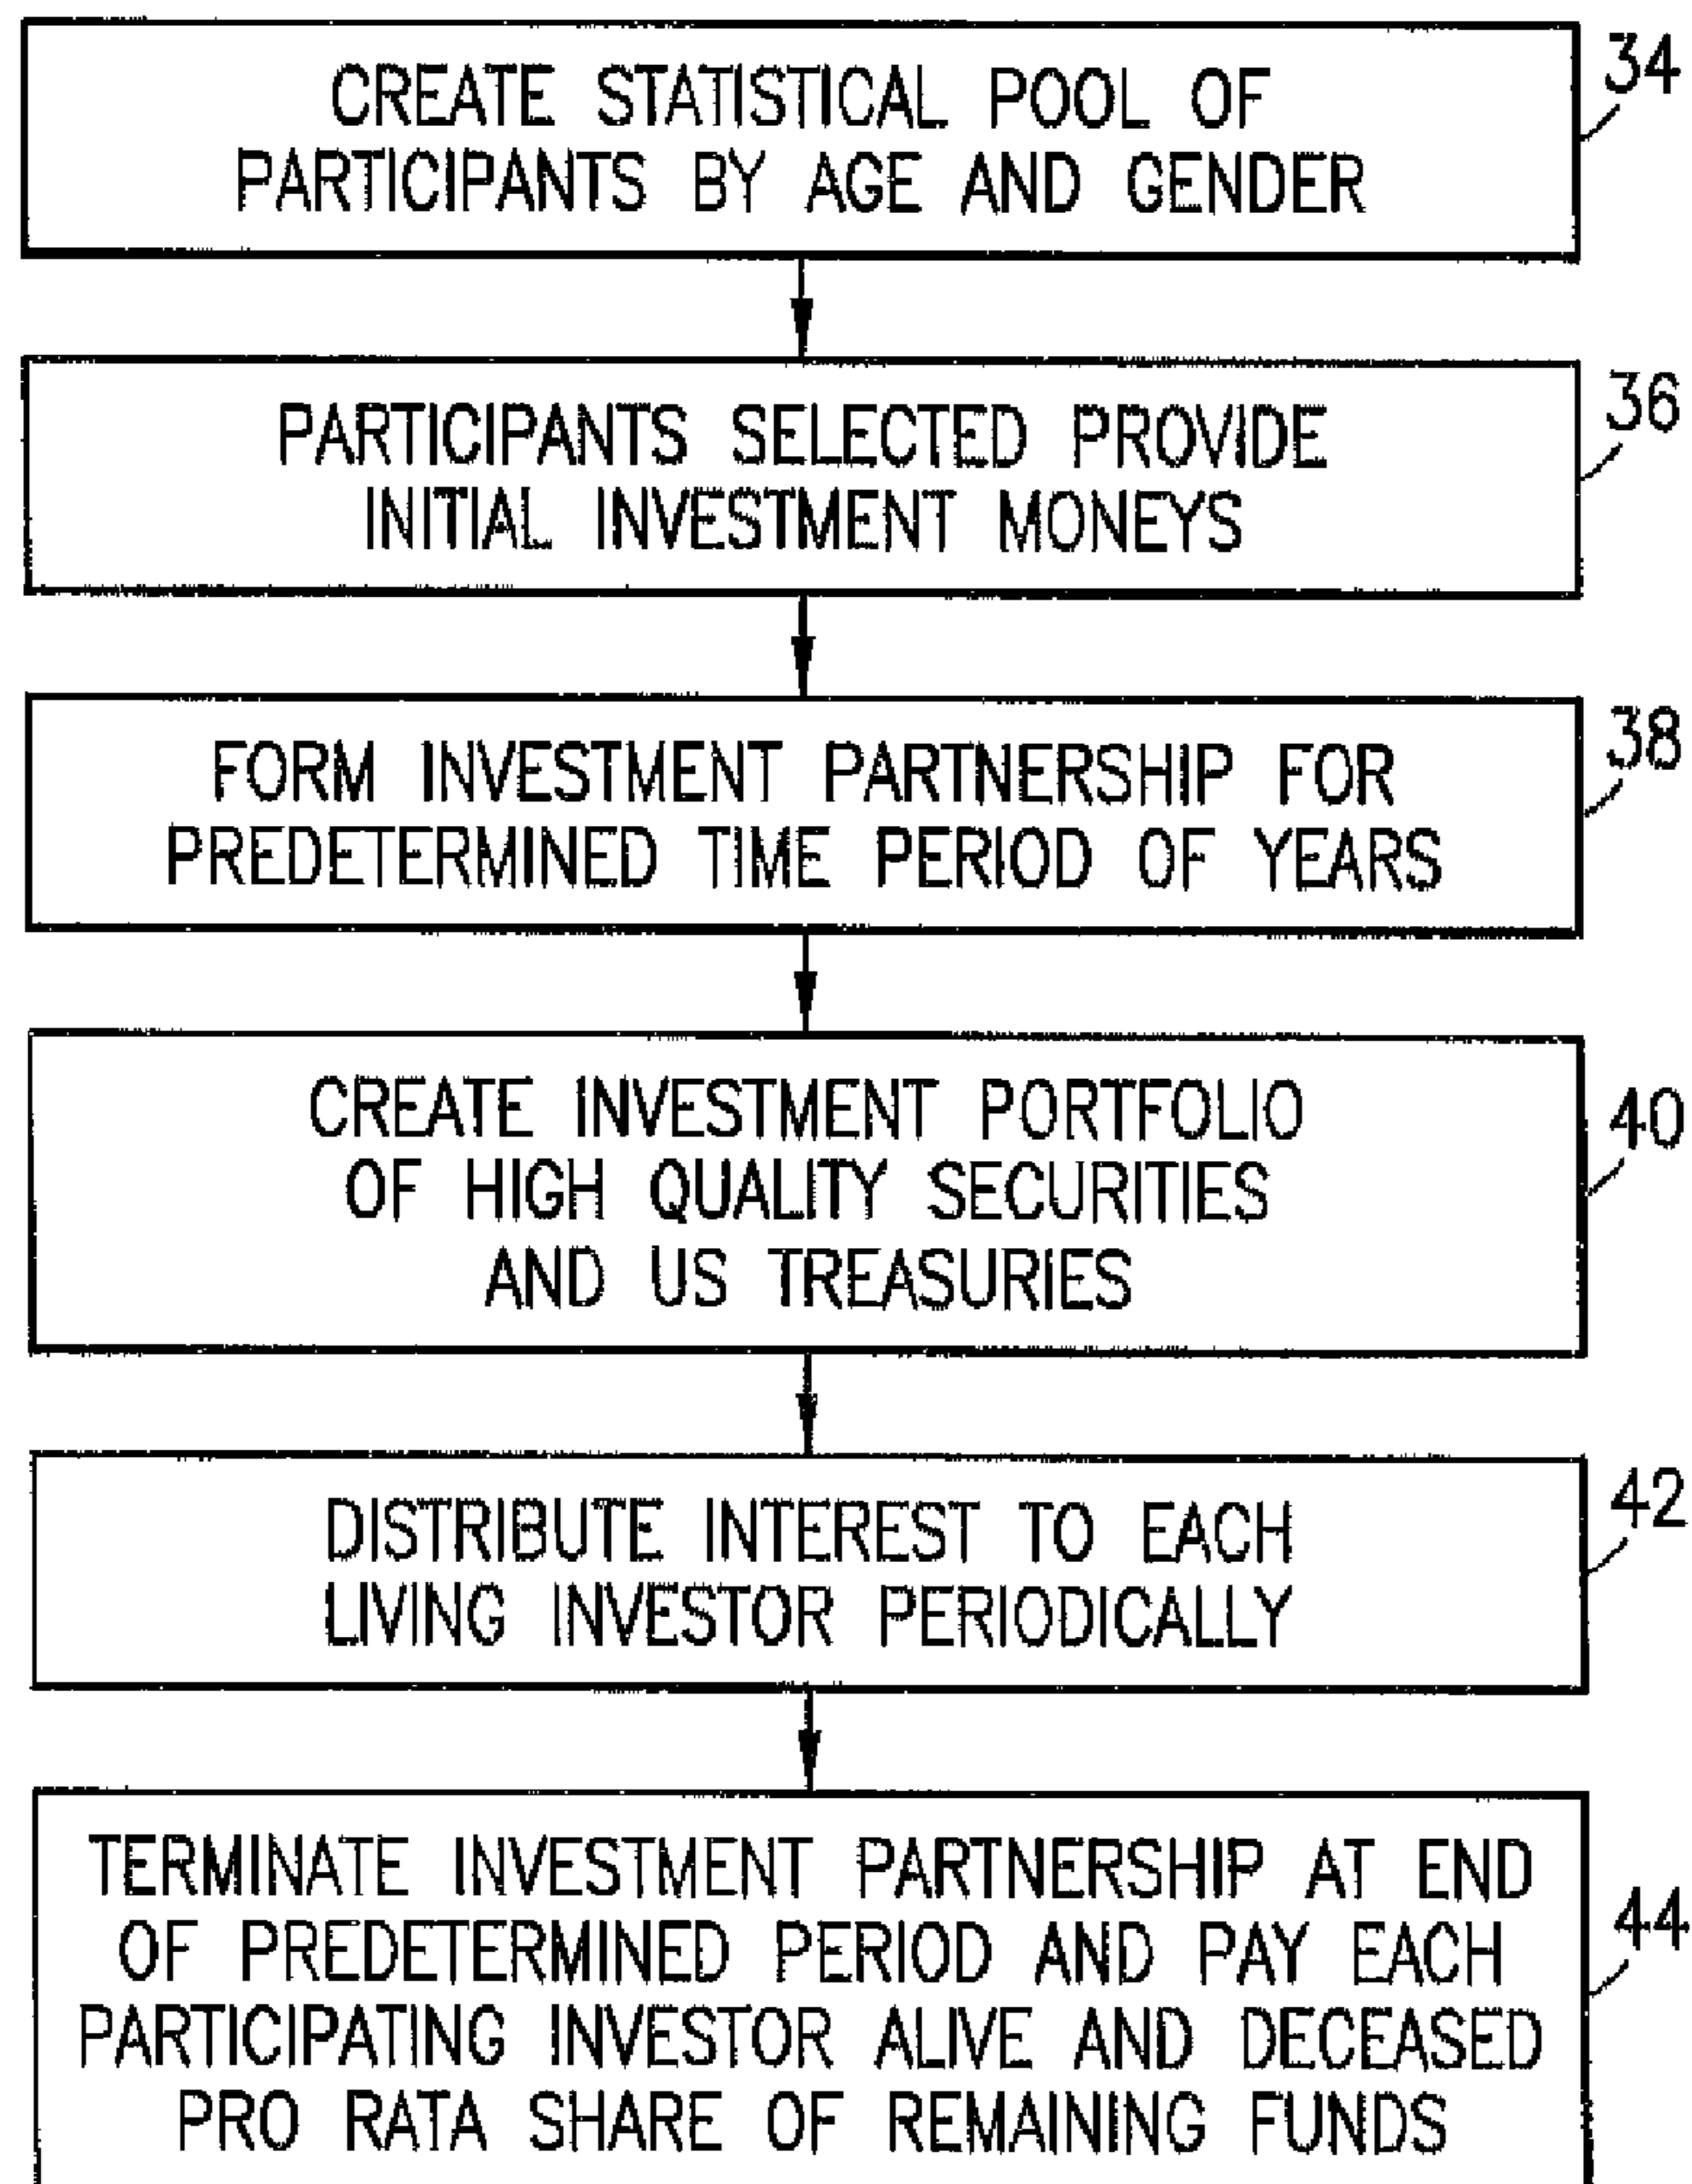 CREATE STATISTICAL POOL OF
PARTICIPANTS BY AGE AND GENDER
34
PARTICIPANTS SELECTED PROVIDE
INITIAL INVESTMENT MONEYS
36
FORM INVESTMENT PARTNERSHIP FOR
PREDETERMINED TIME PERIOD OF YEARS
38
CREATE INVESTMENT PORTFOLIO
OF HIGH QUALITY SECURITIES
AND US TREASURIES
40
DISTRIBUTE INTEREST TO EACH
LIVING INVESTOR PERIODICALLY
42
TERMINATE INVESTMENT PARTNERSHIP AT END
OF PREDETERMINED PERIOD AND PAY EACH
PARTICIPATING INVESTOR ALIVE AND DECEASED
PRO RATA SHARE OF REMAINING FUNDS
44